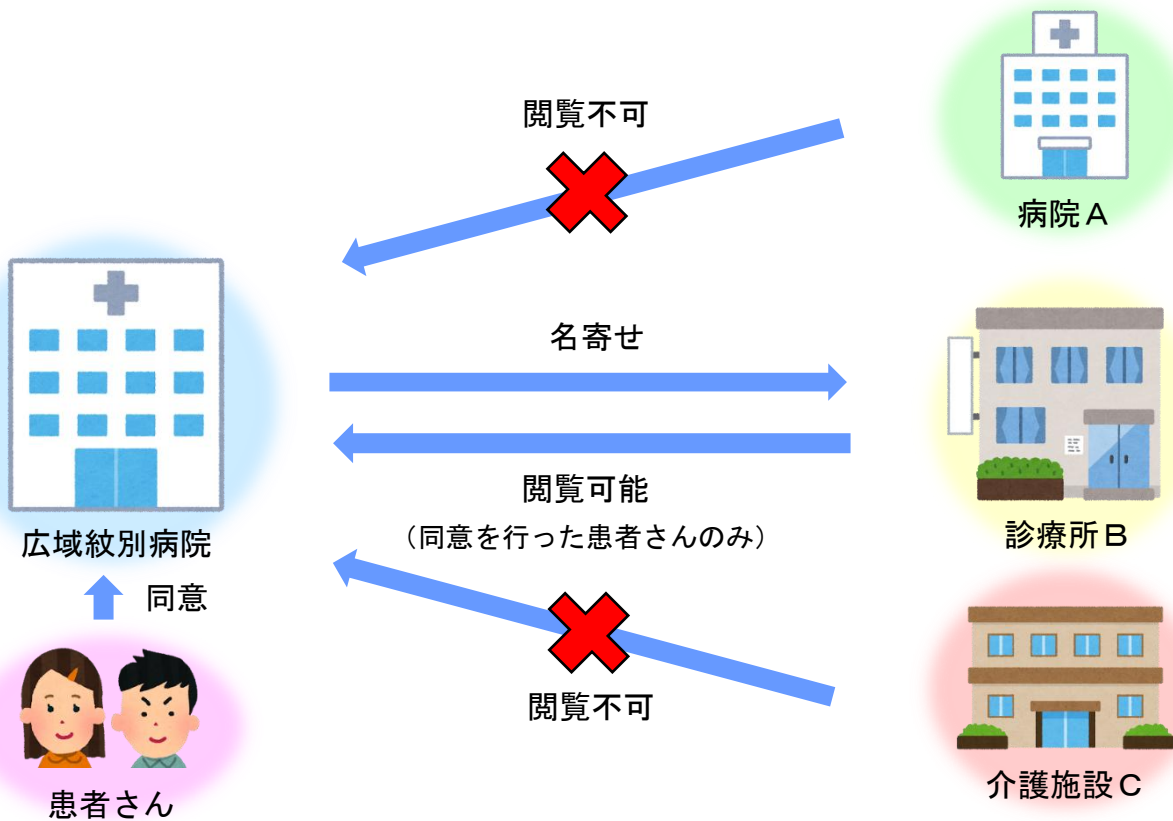 閲覧不可
病院A
名寄せ
閲覧可能
（同意を行った患者さんのみ）
広域紋別病院
診療所B
同意
閲覧不可
介護施設C
患者さん